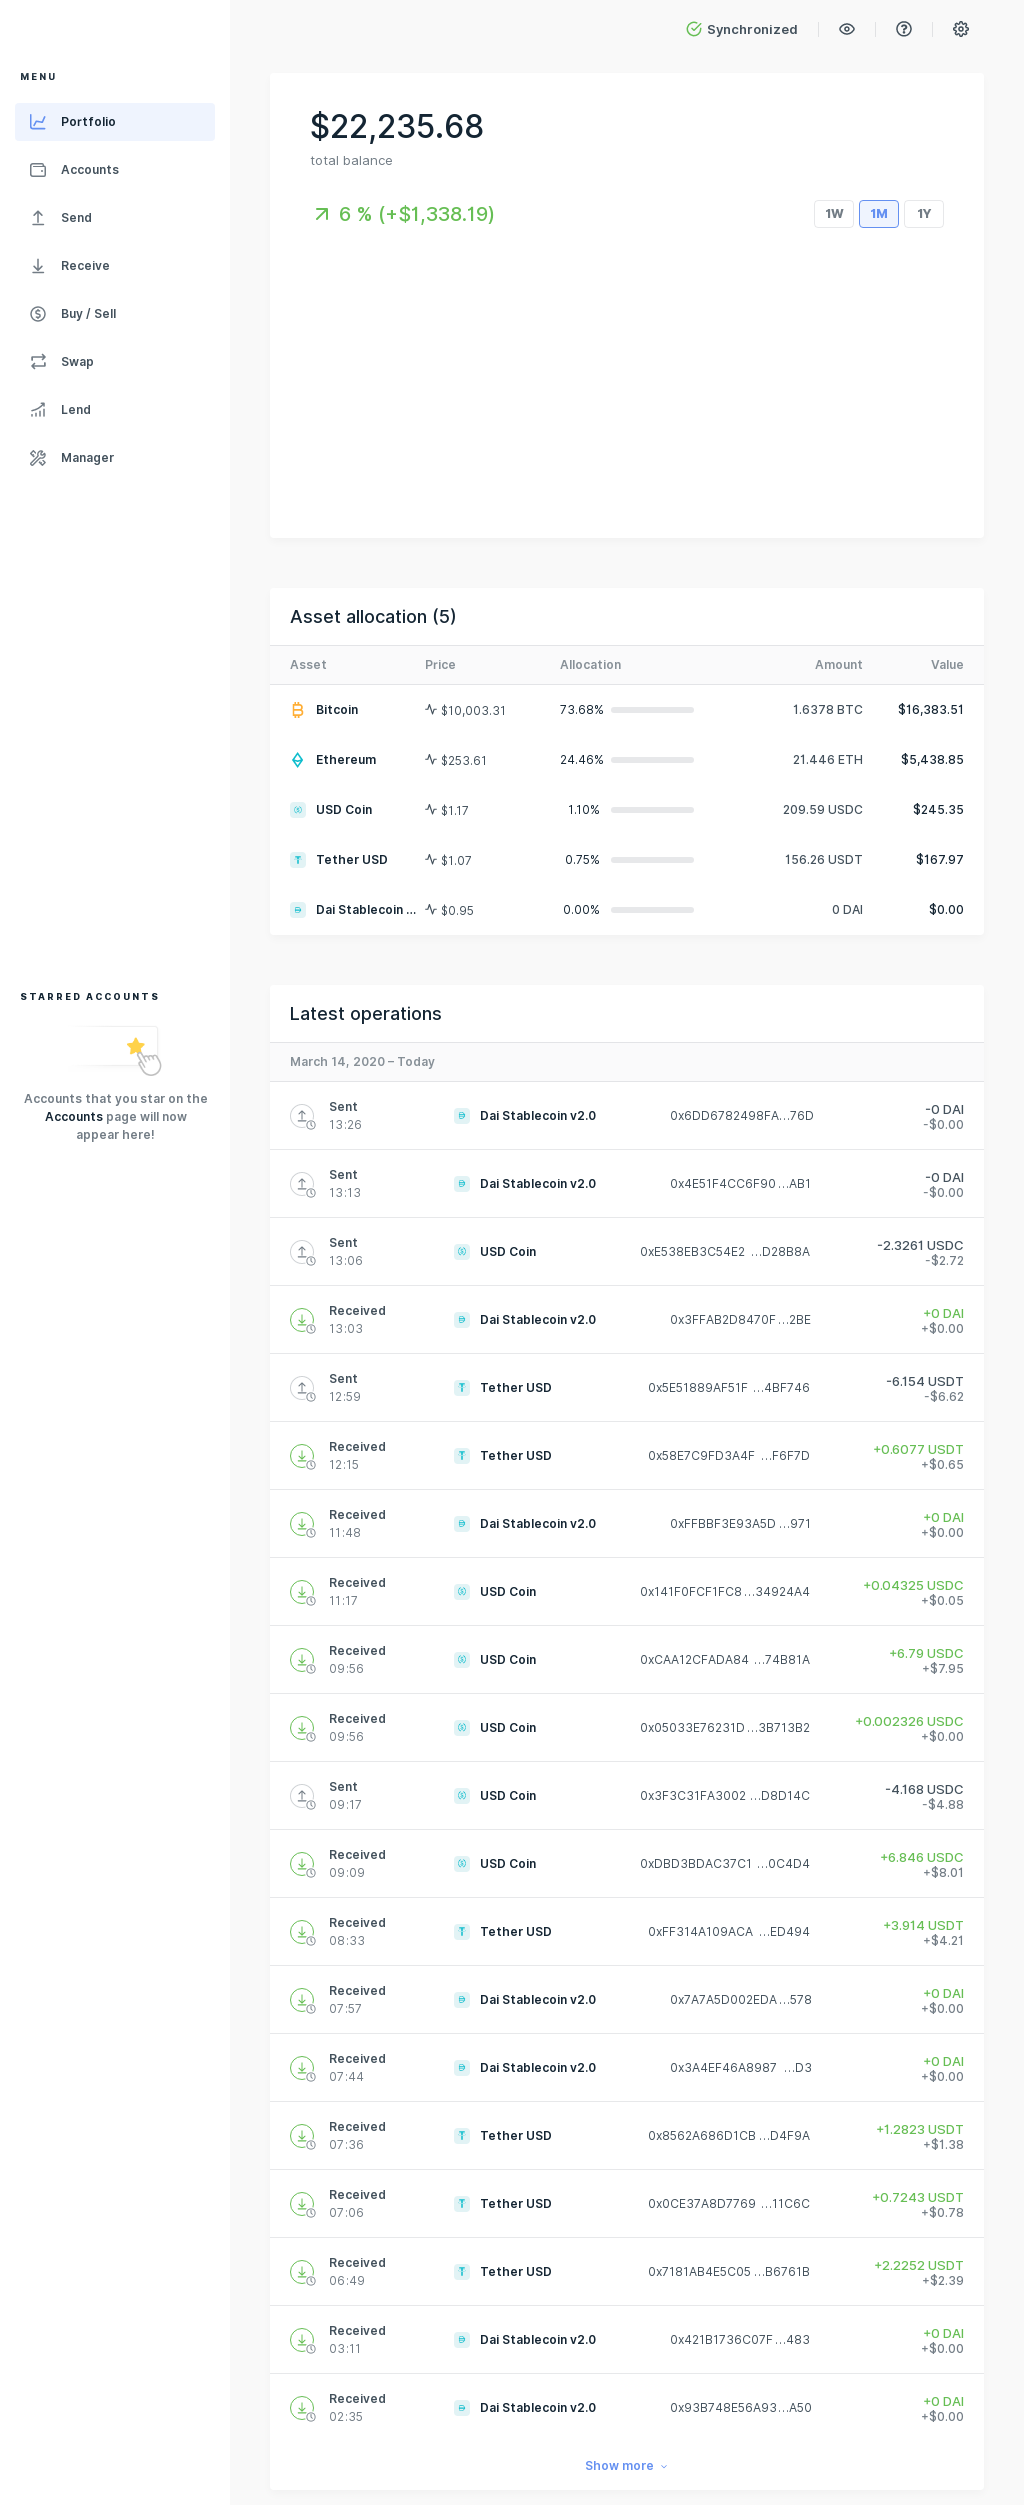 Synchronized
MENU
Portfolio
Accounts
Send
Receive
Buy / Sell
Swap
Lend
Manager
STARRED ACCOUNTS
Accounts that you star on the
Accounts page will now
appear here!
$22,235.68
total balance
6 % (+$1,338.19)
1W 1M 1Y
Asset allocation (5)
Asset Price Allocation Amount Value
Bitcoin $10,003.31 73.68% 1.6378 BTC $16,383.51
Ethereum $253.61 24.46% 21.446 ETH $5,438.85
USD Coin $1.17 1.10% 209.59 USDC $245.35
Tether USD $1.07 0.75% 156.26 USDT $167.97
Dai Stablecoin ... $0.95 0.00% 0 DAI $0.00
Latest operations
March 14, 2020 – Today
Sent
13:26 Dai Stablecoin v2.0 0x6DD6782498FA…76D -0 DAI
-$0.00
Sent
13:13 Dai Stablecoin v2.0 0x4E51F4CC6F90…AB1 -0 DAI
-$0.00
Sent
13:06 USD Coin 0xE538EB3C54E2 …D28B8A -2.3261 USDC
-$2.72
Received
13:03 Dai Stablecoin v2.0 0x3FFAB2D8470F…2BE +0 DAI
+$0.00
Sent
12:59 Tether USD 0x5E51889AF51F …4BF746 -6.154 USDT
-$6.62
Received
12:15 Tether USD 0x58E7C9FD3A4F …F6F7D +0.6077 USDT
+$0.65
Received
11:48 Dai Stablecoin v2.0 0xFFBBF3E93A5D …971 +0 DAI
+$0.00
Received
11:17 USD Coin 0x141F0FCF1FC8…34924A4 +0.04325 USDC
+$0.05
Received
09:56 USD Coin 0xCAA12CFADA84 …74B81A +6.79 USDC
+$7.95
Received
09:56 USD Coin 0x05033E76231D…3B713B2 +0.002326 USDC
+$0.00
Sent
09:17 USD Coin 0x3F3C31FA3002 …D8D14C -4.168 USDC
-$4.88
Received
09:09 USD Coin 0xDBD3BDAC37C1 …0C4D4 +6.846 USDC
+$8.01
Received
08:33 Tether USD 0xFF314A109ACA …ED494 +3.914 USDT
+$4.21
Received
07:57 Dai Stablecoin v2.0 0x7A7A5D002EDA…578 +0 DAI
+$0.00
Received
07:44 Dai Stablecoin v2.0 0x3A4EF46A8987 …D3 +0 DAI
+$0.00
Received
07:36 Tether USD 0x8562A686D1CB …D4F9A +1.2823 USDT
+$1.38
Received
07:06 Tether USD 0x0CE37A8D7769 …11C6C +0.7243 USDT
+$0.78
Received
06:49 Tether USD 0x7181AB4E5C05…B6761B +2.2252 USDT
+$2.39
Received
03:11 Dai Stablecoin v2.0 0x421B1736C07F…483 +0 DAI
+$0.00
Received
02:35 Dai Stablecoin v2.0 0x93B748E56A93…A50 +0 DAI
+$0.00
Show more